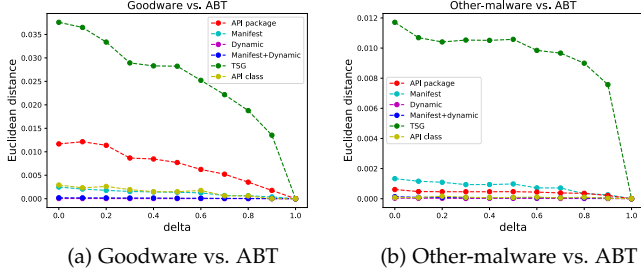 Goodware vs. ABT
Euclidean distance
0.035
0.030
0.025
0.020
0.015
0.010
0.005
0.000
API package
Manifest
Dynamic
Manifest+Dynamic
TSG
API class
0.0 0.2 0.4 0.6 0.8 1.0
delta
(a) Goodware vs. ABT
Other-malware vs. ABT
Euclidean distance
0.012
0.010
0.008
0.006
0.004
0.002
0.000
API package
Manifest
Dynamic
Manifest+dynamic
TSG
API class
0.0 0.2 0.4 0.6 0.8 1.0
delta
(b) Other-malware vs. ABT